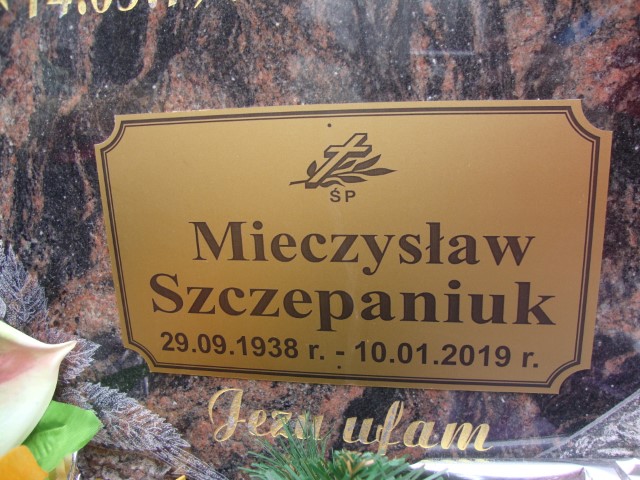 ŚP
Mieczysław
Szczepaniuk
29.09.1938 r. - 10.01.2019 r.
Jezu ufam